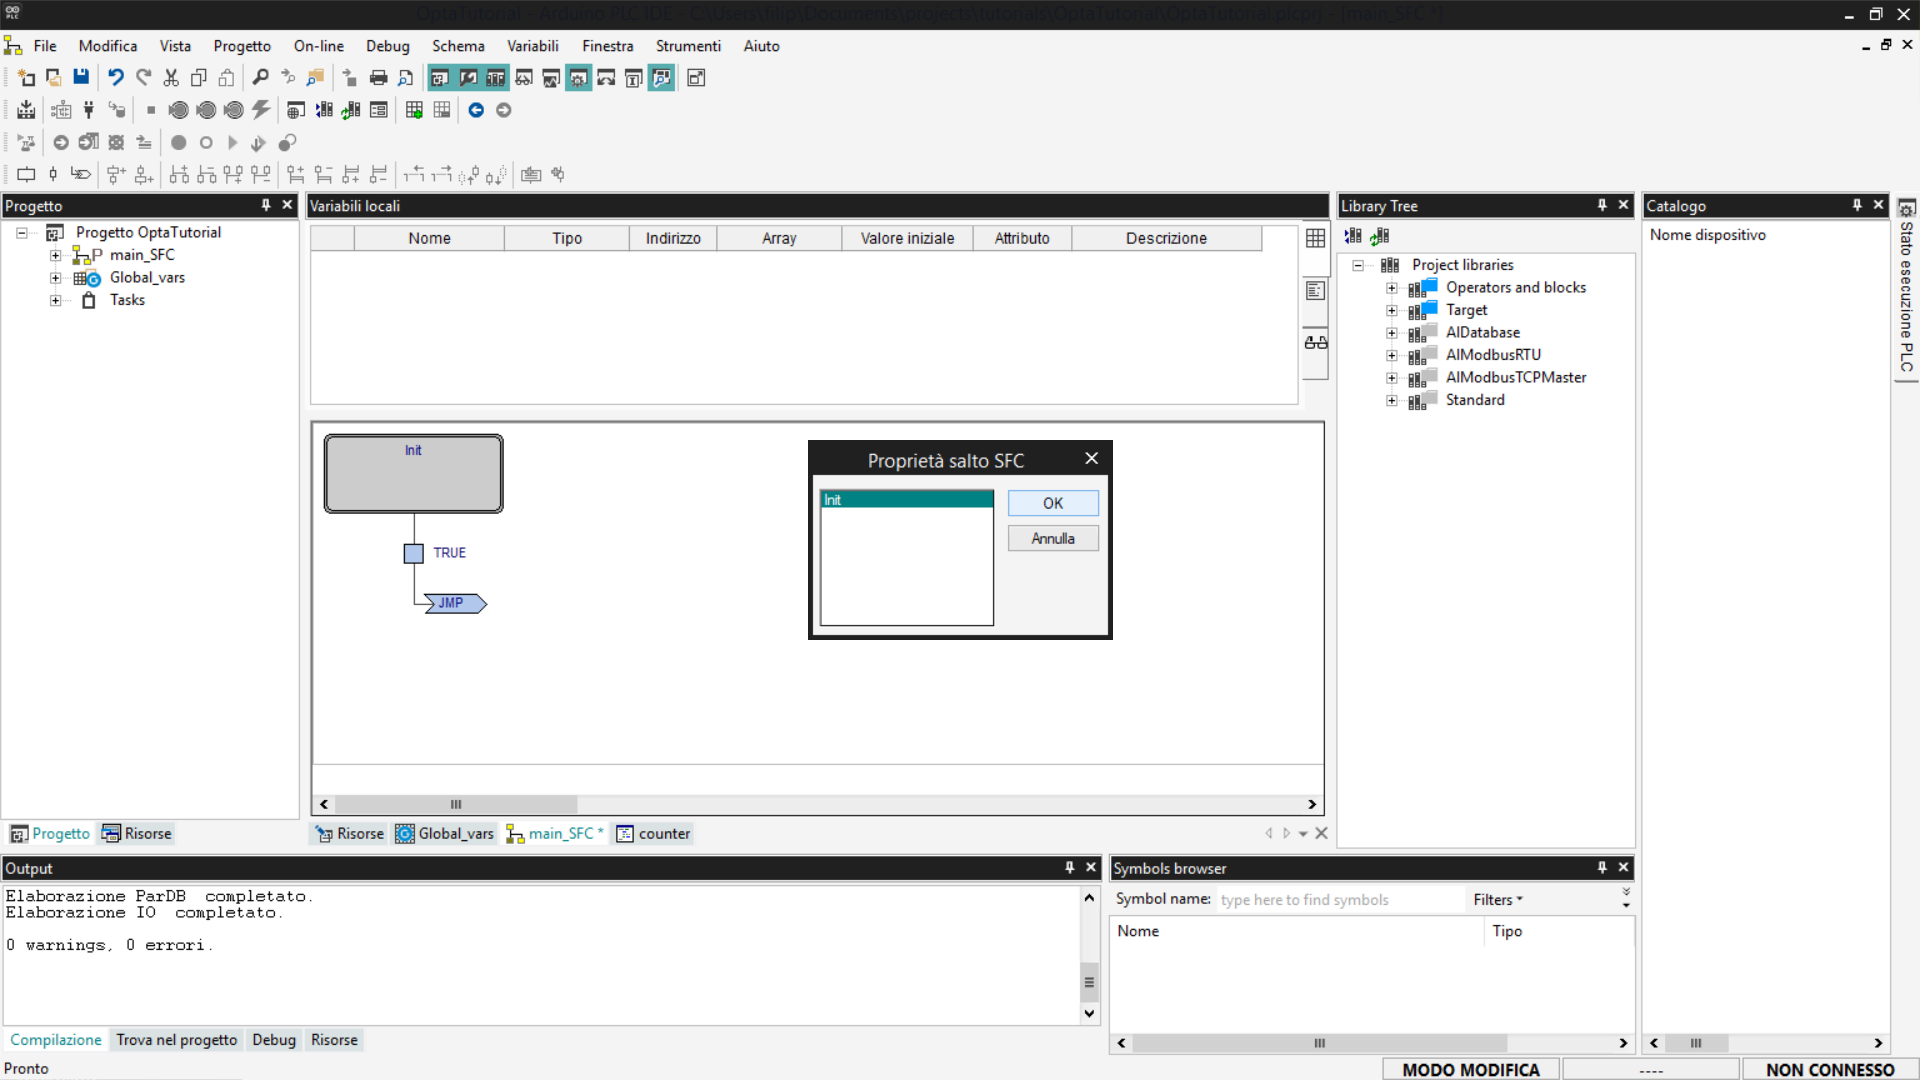 OptaTutorial - Arduino PLC IDE - C:\Users\filip\Documents\projects\tutorials\OptaTutorial\OptaTutorial.plcprj - [main_SFC *]
File Modifica Vista Progetto On-line Debug Schema Variabili Finestra Strumenti Aiuto
Progetto
Progetto OptaTutorial
main_SFC
Global_vars
Tasks
Progetto Risorse
Variabili locali
Nome Tipo Indirizzo Array Valore iniziale Attributo Descrizione
Init
TRUE
JMP
Proprietà salto SFC
Init
OK
Annulla
Risorse Global_vars main_SFC * counter
Library Tree
Project libraries
Operators and blocks
Target
AlDatabase
AlModbusRTU
AlModbusTCPMaster
Standard
Catalogo
Nome dispositivo
Stato esecuzione PLC
Output
Elaborazione ParDB completato.
Elaborazione IO completato.
0 warnings, 0 errori.
Compilazione Trova nel progetto Debug Risorse
Symbols browser
Symbol name: type here to find symbols Filters
Nome Tipo
Pronto
MODO MODIFICA ---- NON CONNESSO